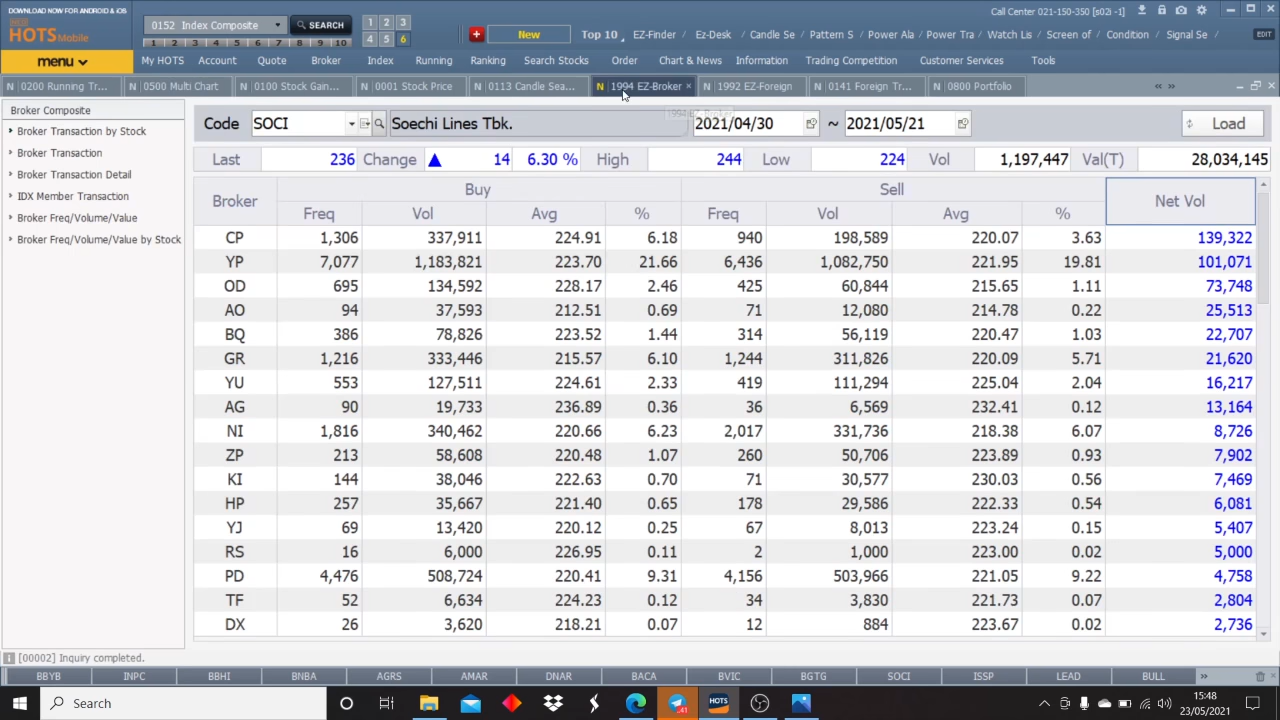 DOWNLOAD NOW FOR ANDROID & iOS
HOTS Mobile
0152 Index Composite
SEARCH
1 2 3
4 5 6
1 2 3 4 5 6 7 8 9 10
New
Top 10
EZ-Finder / Ez-Desk / Candle Se / Pattern S / Power Ala / Power Tra / Watch Lis / Screen of / Condition / Signal Se /
Call Center 021-150-350 [s02i -1]
EDIT
menu
My HOTS Account Quote Broker Index Running Ranking Search Stocks Order Chart & News Information Trading Competition Customer Services Tools
N 0200 Running Tr...
N 0500 Multi Chart
N 0100 Stock Gain...
N 0001 Stock Price
N 0113 Candle Sea...
N 1994 EZ-Broker ×
N 1992 EZ-Foreign
N 0141 Foreign Tr...
N 0800 Portfolio
Broker Composite
Broker Transaction by Stock
Broker Transaction
Broker Transaction Detail
IDX Member Transaction
Broker Freq/Volume/Value
Broker Freq/Volume/Value by Stock
1994 EZ-Broker
Code SOCI Soechi Lines Tbk. 2021/04/30 ~ 2021/05/21 Load
Last 236 Change ▲ 14 6.30 % High 244 Low 224 Vol 1,197,447 Val(T) 28,034,145
Broker Buy Sell Net Vol
Freq Vol Avg % Freq Vol Avg %
CP 1,306 337,911 224.91 6.18 940 198,589 220.07 3.63 139,322
YP 7,077 1,183,821 223.70 21.66 6,436 1,082,750 221.95 19.81 101,071
OD 695 134,592 228.17 2.46 425 60,844 215.65 1.11 73,748
AO 94 37,593 212.51 0.69 71 12,080 214.78 0.22 25,513
BQ 386 78,826 223.52 1.44 314 56,119 220.47 1.03 22,707
GR 1,216 333,446 215.57 6.10 1,244 311,826 220.09 5.71 21,620
YU 553 127,511 224.61 2.33 419 111,294 225.04 2.04 16,217
AG 90 19,733 236.89 0.36 36 6,569 232.41 0.12 13,164
NI 1,816 340,462 220.66 6.23 2,017 331,736 218.38 6.07 8,726
ZP 213 58,608 220.48 1.07 260 50,706 223.89 0.93 7,902
KI 144 38,046 222.63 0.70 71 30,577 230.03 0.56 7,469
HP 257 35,667 221.40 0.65 178 29,586 222.33 0.54 6,081
YJ 69 13,420 220.12 0.25 67 8,013 223.24 0.15 5,407
RS 16 6,000 226.95 0.11 2 1,000 223.00 0.02 5,000
PD 4,476 508,724 220.41 9.31 4,156 503,966 221.05 9.22 4,758
TF 52 6,634 224.23 0.12 34 3,830 221.73 0.07 2,804
DX 26 3,620 218.21 0.07 12 884 223.67 0.02 2,736
[00002] Inquiry completed.
BBYB INPC BBHI BNBA AGRS AMAR DNAR BACA BVIC BGTG SOCI ISSP LEAD BULL
Search
41
HOTS
15:48
23/05/2021